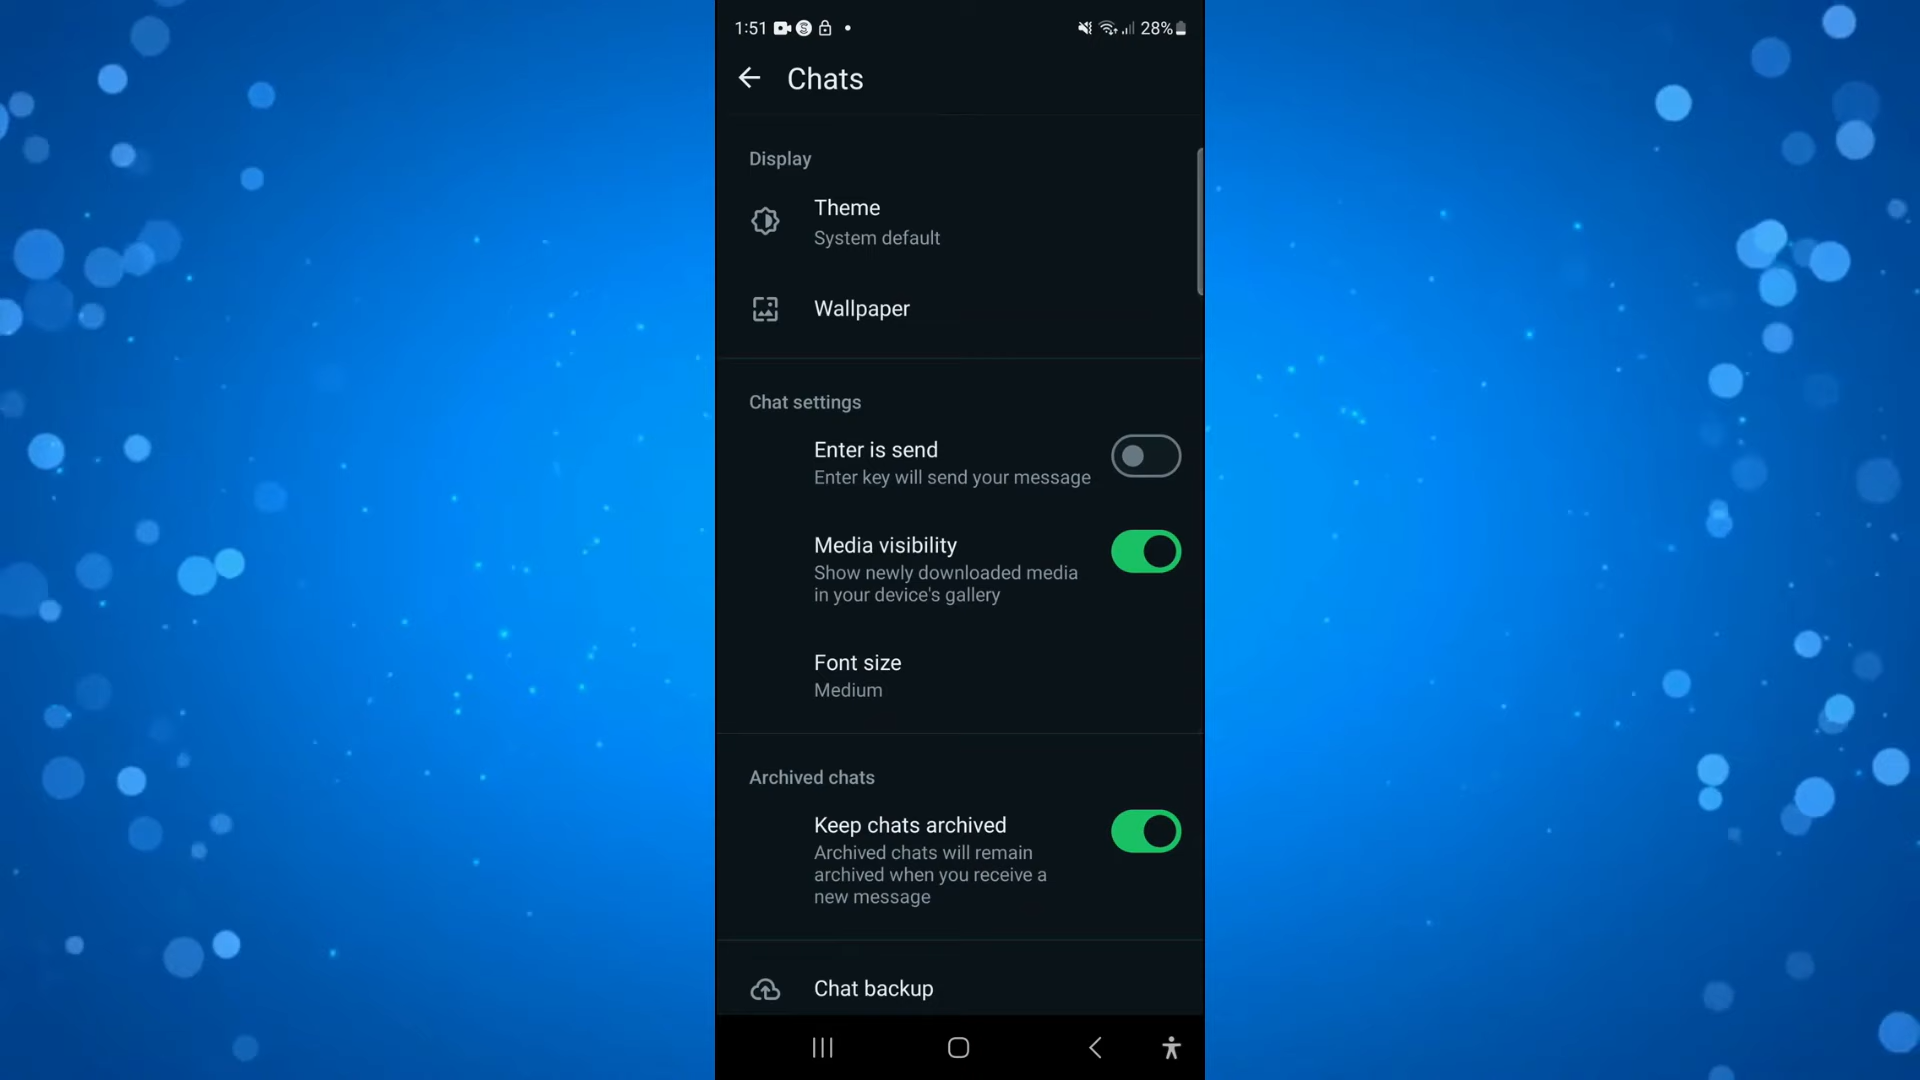 1:51
28%
Chats
Display
Theme
System default
Wallpaper
Chat settings
Enter is send
Enter key will send your message
Media visibility
Show newly downloaded media
in your device's gallery
Font size
Medium
Archived chats
Keep chats archived
Archived chats will remain
archived when you receive a
new message
Chat backup